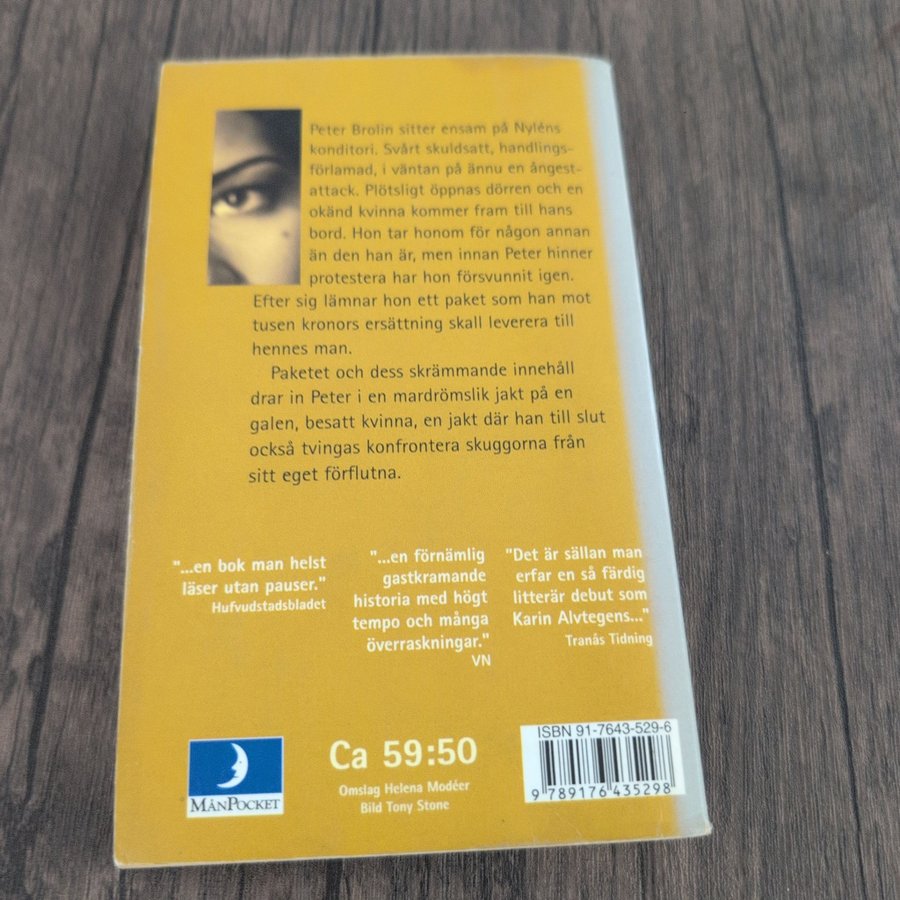 Peter Brolin sitter ensam på Nyléns
konditori. Svårt skuldsatt, handlings-
förlamad, i väntan på ännu en ångest-
attack. Plötsligt öppnas dörren och en
okänd kvinna kommer fram till hans
bord. Hon tar honom för någon annan
än den han är, men innan Peter hinner
protestera har hon försvunnit igen.
Efter sig lämnar hon ett paket som han mot
tusen kronors ersättning skall leverera till
hennes man.
Paketet och dess skrämmande innehåll
drar in Peter i en mardrömslik jakt på en
galen, besatt kvinna, en jakt där han till slut
också tvingas konfrontera skuggorna från
sitt eget förflutna.
"...en bok man helst
läser utan pauser."
Hufvudstadsbladet
"...en förnämlig
gastkramande
historia med högt
tempo och många
överraskningar."
VN
"Det är sällan man
erfar en så färdig
litterär debut som
Karin Alvtegens..."
Tranås Tidning
MÅNPOCKET
Ca 59:50
Omslag Helena Modéer
Bild Tony Stone
ISBN 91-7643-529-6
9 789176 435298